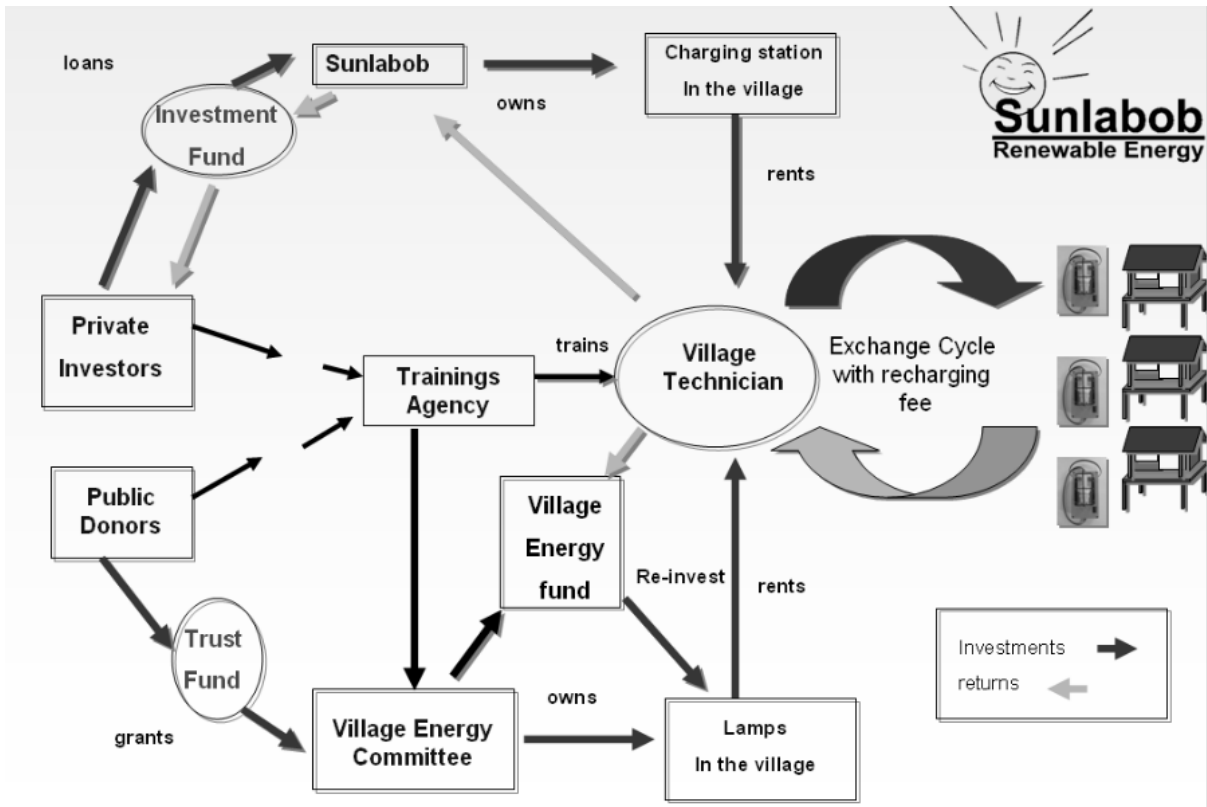 loans
Sunlabob
owns
Charging station
In the village
Sunlabob
Renewable Energy
Investment
Fund
rents
Private
Investors
trains
Trainings
Agency
Village
Technician
Exchange Cycle
with recharging
fee
Public
Donors
Village
Energy
fund
Re-invest
rents
Trust
Fund
grants
Village Energy
Committee
owns
Lamps
In the village
Investments
returns